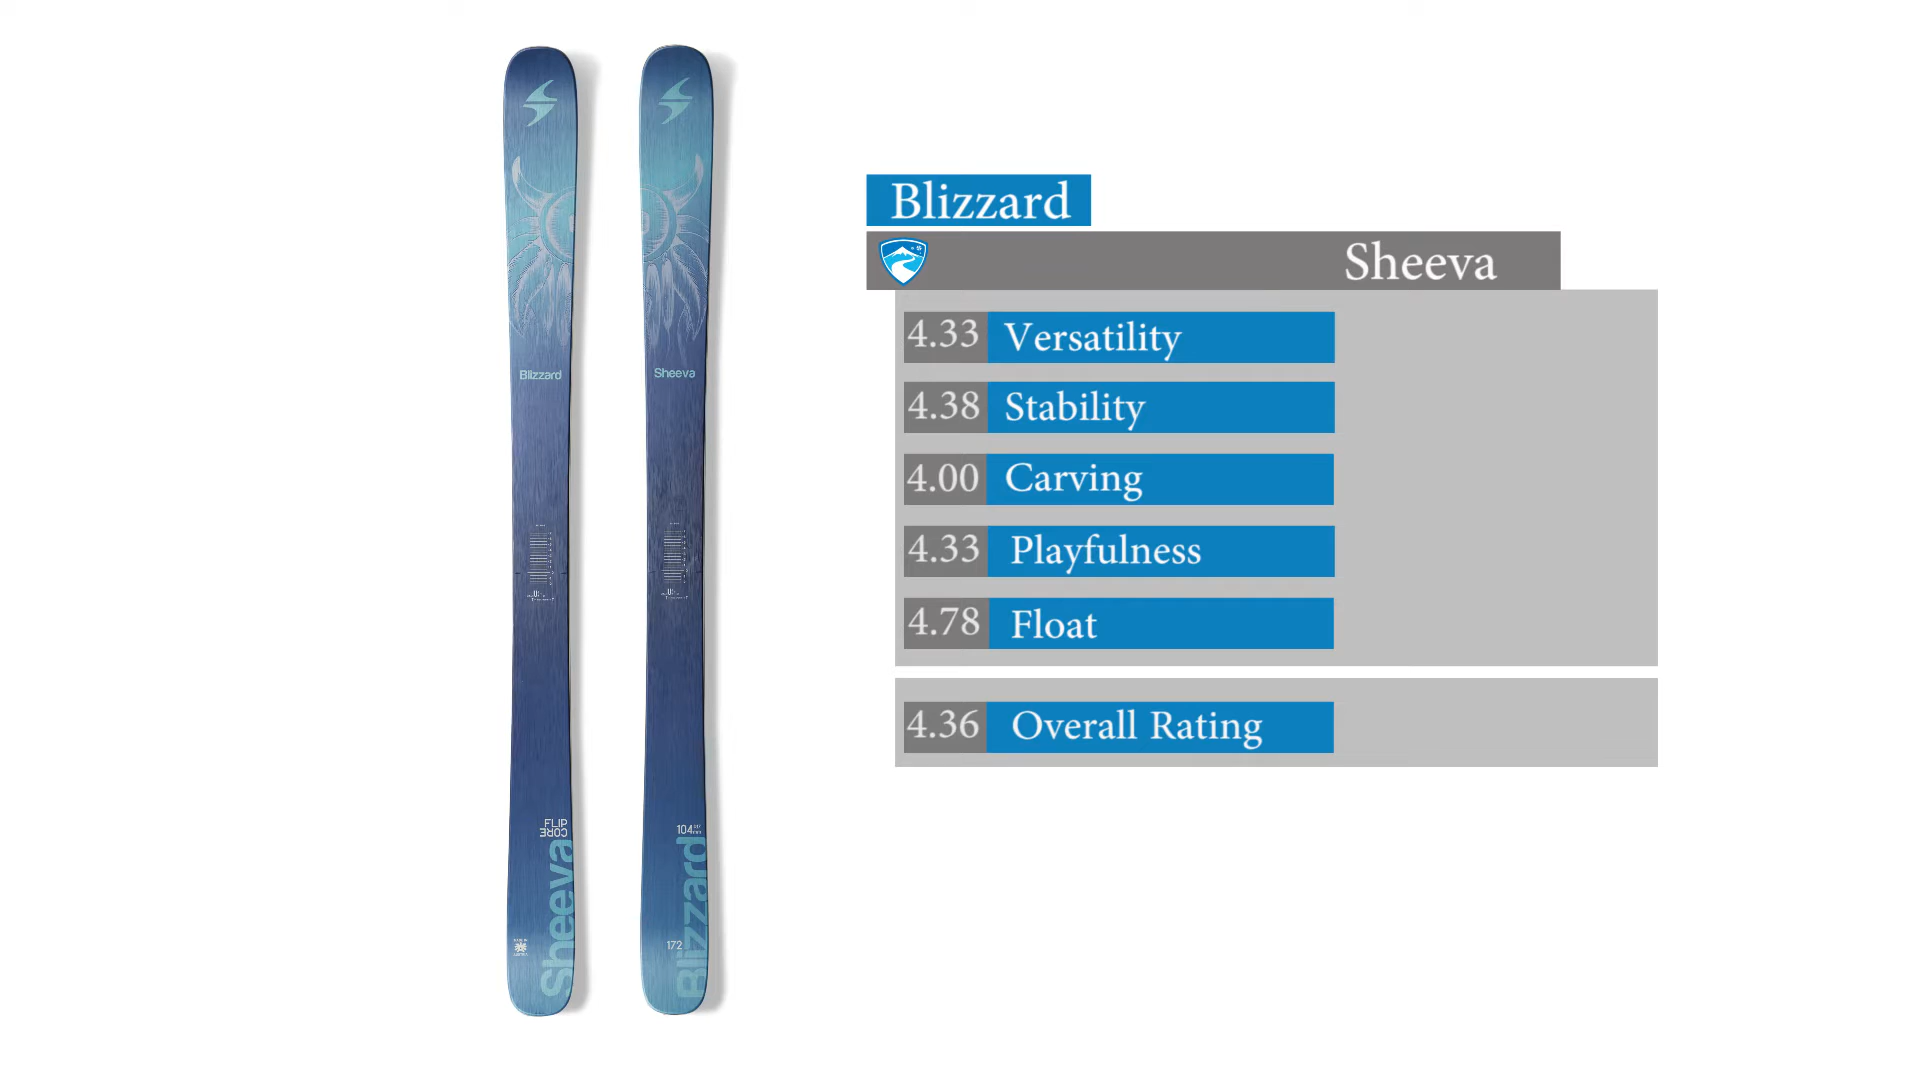 Blizzard
Sheeva
4.33 Versatility
4.38 Stability
4.00 Carving
4.33 Playfulness
4.78 Float
4.36 Overall Rating
Blizzard
Sheeva
FLIP
CORE
Sheeva
104
172
Blizzard